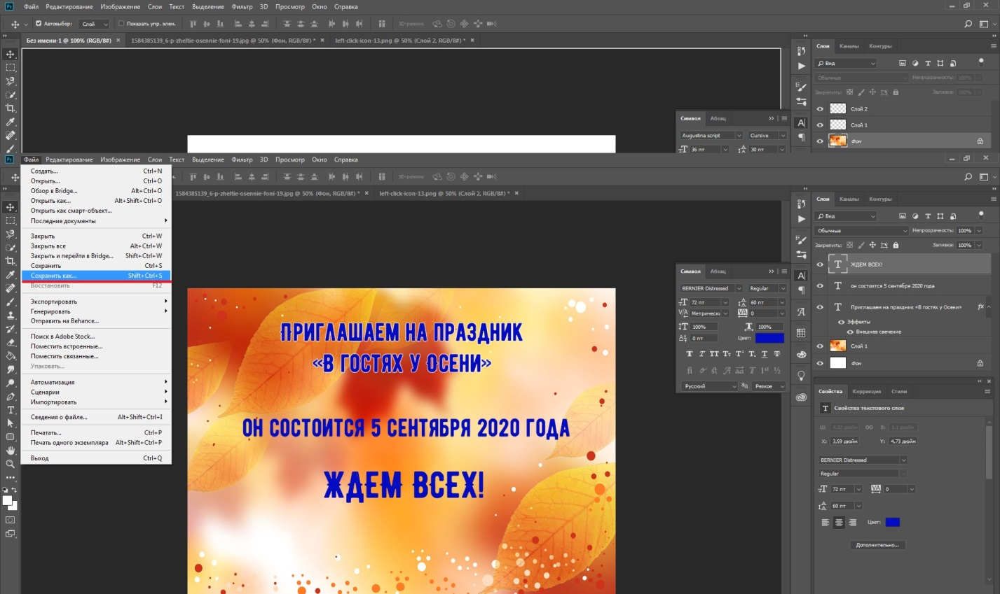 Ps Файл Редактирование Изображение Слои Текст Выделение Фильтр 3D Просмотр Окно Справка
Автовыбор: Слой Показать упр. элем. 3D-режим:
Без имени-1 @ 100% (RGB/8#) × 1584385139_6-p-zheltie-osennie-foni-19.jpg @ 50% (Фон, RGB/8#) * × left-click-icon-13.png @ 50% (Слой 2, RGB/8#) * ×
Слои Каналы Контуры
Вид
Обычные Непрозрачность: 100%
Закрепить: Заливка: 100%
Слой 2
Слой 1
Фон
Символ Абзац
Augustina script Cursive
36 пт 30 пт
Ps Файл Редактирование Изображение Слои Текст Выделение Фильтр 3D Просмотр Окно Справка
3D-режим:
1584385139_6-p-zheltie-osennie-foni-19.jpg @ 50% (Фон, RGB/8#) * × left-click-icon-13.png @ 50% (Слой 2, RGB/8#) * ×
Создать... Ctrl+N
Открыть... Ctrl+O
Обзор в Bridge... Alt+Ctrl+O
Открыть как... Alt+Shift+Ctrl+O
Открыть как смарт-объект...
Последние документы
Закрыть Ctrl+W
Закрыть все Alt+Ctrl+W
Закрыть и перейти в Bridge... Shift+Ctrl+W
Сохранить Ctrl+S
Сохранить как... Shift+Ctrl+S
Восстановить F12
Экспортировать
Генерировать
Отправить на Behance...
Поиск в Adobe Stock...
Поместить встроенные...
Поместить связанные...
Упаковать...
Автоматизация
Сценарии
Импортировать
Сведения о файле... Alt+Shift+Ctrl+I
Печатать... Ctrl+P
Печать одного экземпляра Alt+Shift+Ctrl+P
Выход Ctrl+Q
ПРИГЛАШАЕМ НА ПРАЗДНИК
«В ГОСТЯХ У ОСЕНИ»
ОН СОСТОИТСЯ 5 СЕНТЯБРЯ 2020 ГОДА
ЖДЕМ ВСЕХ!
Символ Абзац
BERNIER Distressed Regular
72 пт 60 пт
Метрически 0
100% 100%
0 пт Цвет:
Русский аа Резкое
Слои Каналы Контуры
Вид
Обычные Непрозрачность: 100%
Закрепить: Заливка: 100%
ЖДЕМ ВСЕХ!
он состоится 5 сентября 2020 года
Приглашаем на праздник «В гостях у Осени» fx
Эффекты
Внешнее свечение
Слой 1
Фон
Свойства Коррекция Стили
Свойства текстового слоя
Ш: 4,32 дюйм В: 1,1 дюйм
X: 3,59 дюйм Y: 4,73 дюйм
BERNIER Distressed
Regular
72 пт 0
60 пт
Цвет:
Дополнительно...